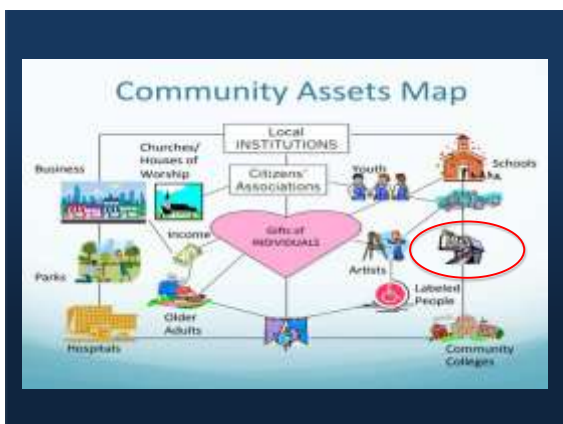 Community Assets Map
Local
INSTITUTIONS
Churches/
Houses of
Worship
Citizens'
Associations
Youth
Schools
Business
Income
Gifts of
INDIVIDUALS
Artists
Parks
Older
Adults
Labeled
People
Hospitals
Community
Colleges